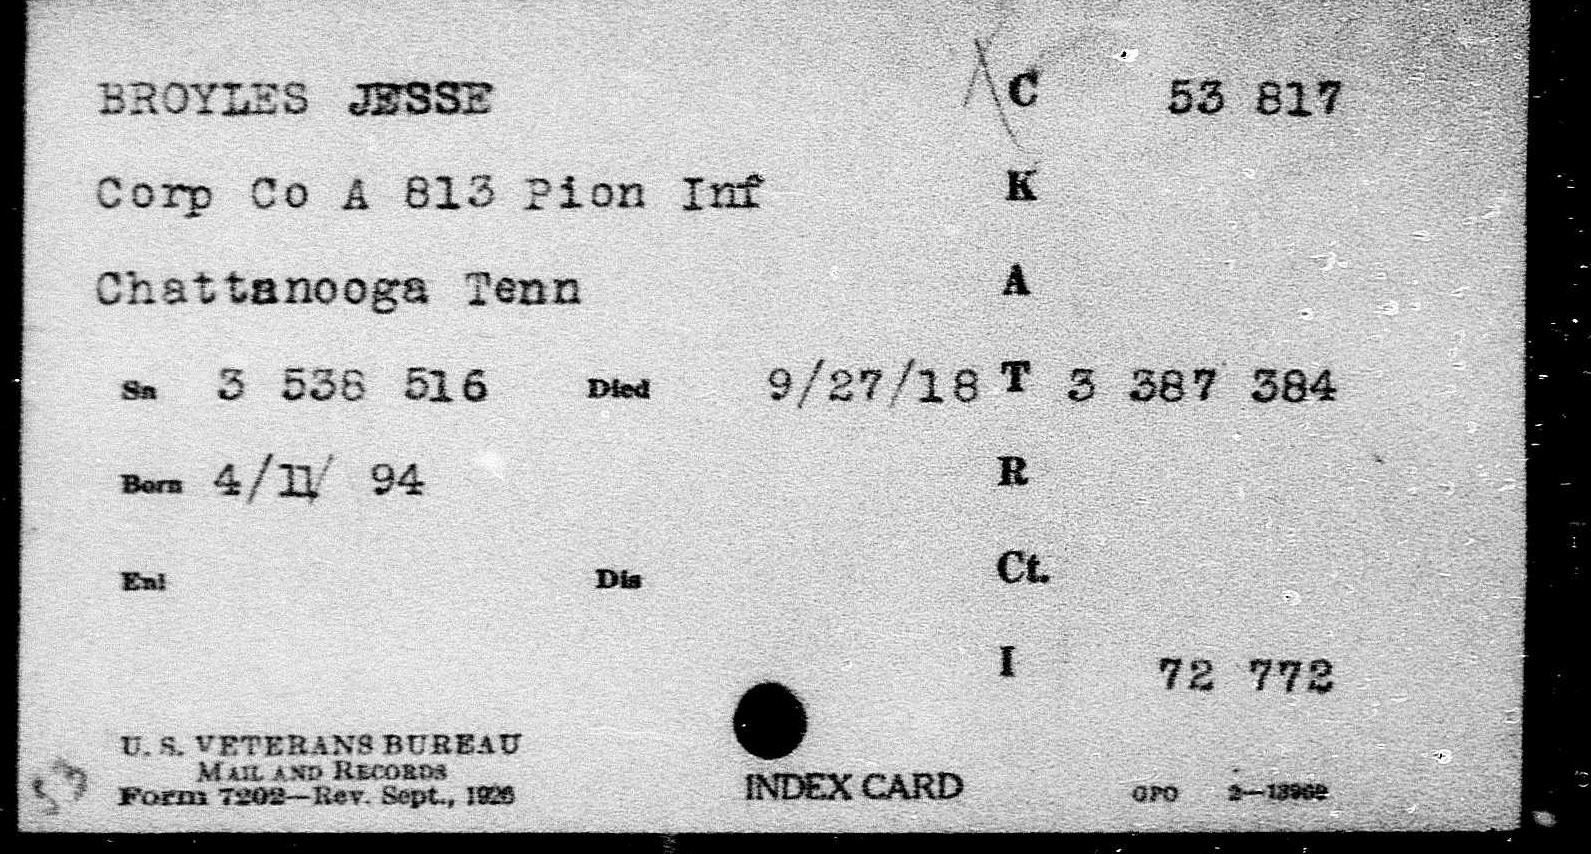 BROYLES JESSE C 53 817
Corp Co A 813 Pion Inf K
Chattanooga Tenn A
Sn 3 538 516 Died 9/27/18 T 3 387 384
Born 4/11/ 94 R
Enl Dis Ct.
I 72 772
U. S. VETERANS BUREAU
MAIL AND RECORDS
Form 7202—Rev. Sept., 1926 INDEX CARD GPO